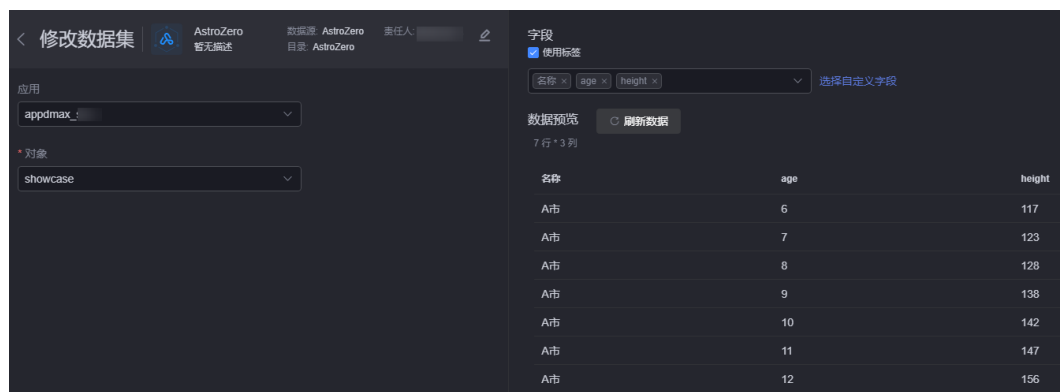 修改数据集
AstroZero
暂无描述
数据源: AstroZero 责任人:
目录: AstroZero
应用
appdmax_
* 对象
showcase
字段
使用标签
名称 × age × height ×
选择自定义字段
数据预览
刷新数据
7 行 * 3 列
名称 age height
A市 6 117
A市 7 123
A市 8 128
A市 9 138
A市 10 142
A市 11 147
A市 12 156